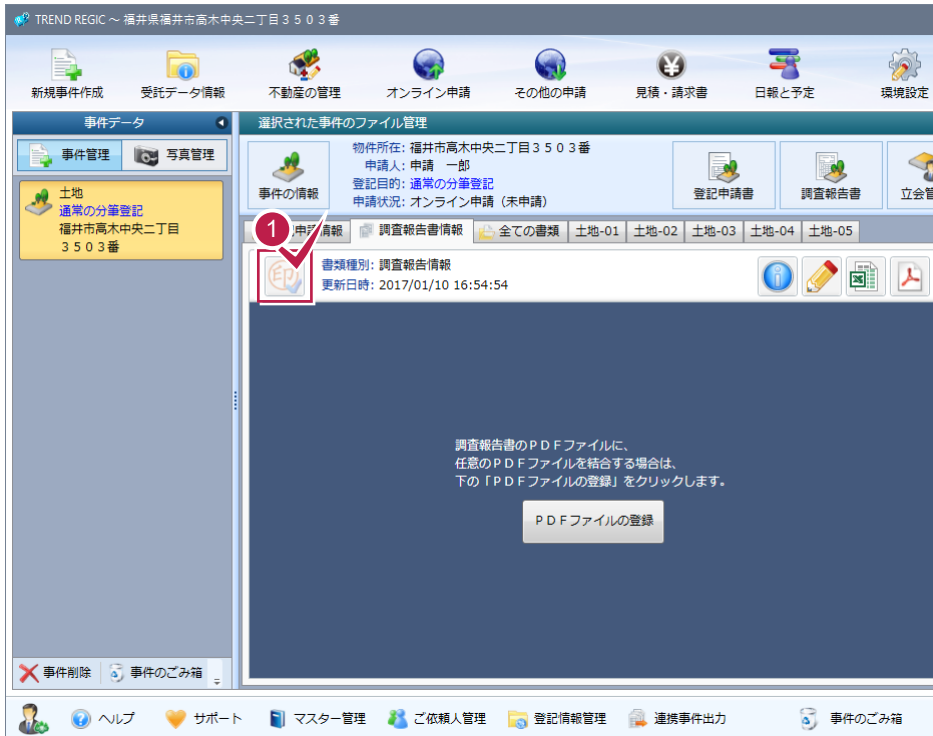 TREND REGIC ～ 福井県福井市高木中央二丁目３５０３番
新規事件作成
受託データ情報
不動産の管理
オンライン申請
その他の申請
見積・請求書
日報と予定
環境設定
事件データ
選択された事件のファイル管理
事件管理
写真管理
土地
通常の分筆登記
福井市高木中央二丁目
３５０３番
事件の情報
物件所在: 福井市高木中央二丁目３５０３番
申請人: 申請　一郎
登記目的: 通常の分筆登記
申請状況: オンライン申請（未申請）
登記申請書
調査報告書
立会
1
申請情報
調査報告書情報
全ての書類
土地-01
土地-02
土地-03
土地-04
土地-05
印
書類種別: 調査報告情報
更新日時: 2017/01/10 16:54:54
調査報告書のＰＤＦファイルに、
任意のＰＤＦファイルを結合する場合は、
下の「ＰＤＦファイルの登録」をクリックします。
ＰＤＦファイルの登録
事件削除
事件のごみ箱
ヘルプ
サポート
マスター管理
ご依頼人管理
登記情報管理
連携事件出力
事件のごみ箱